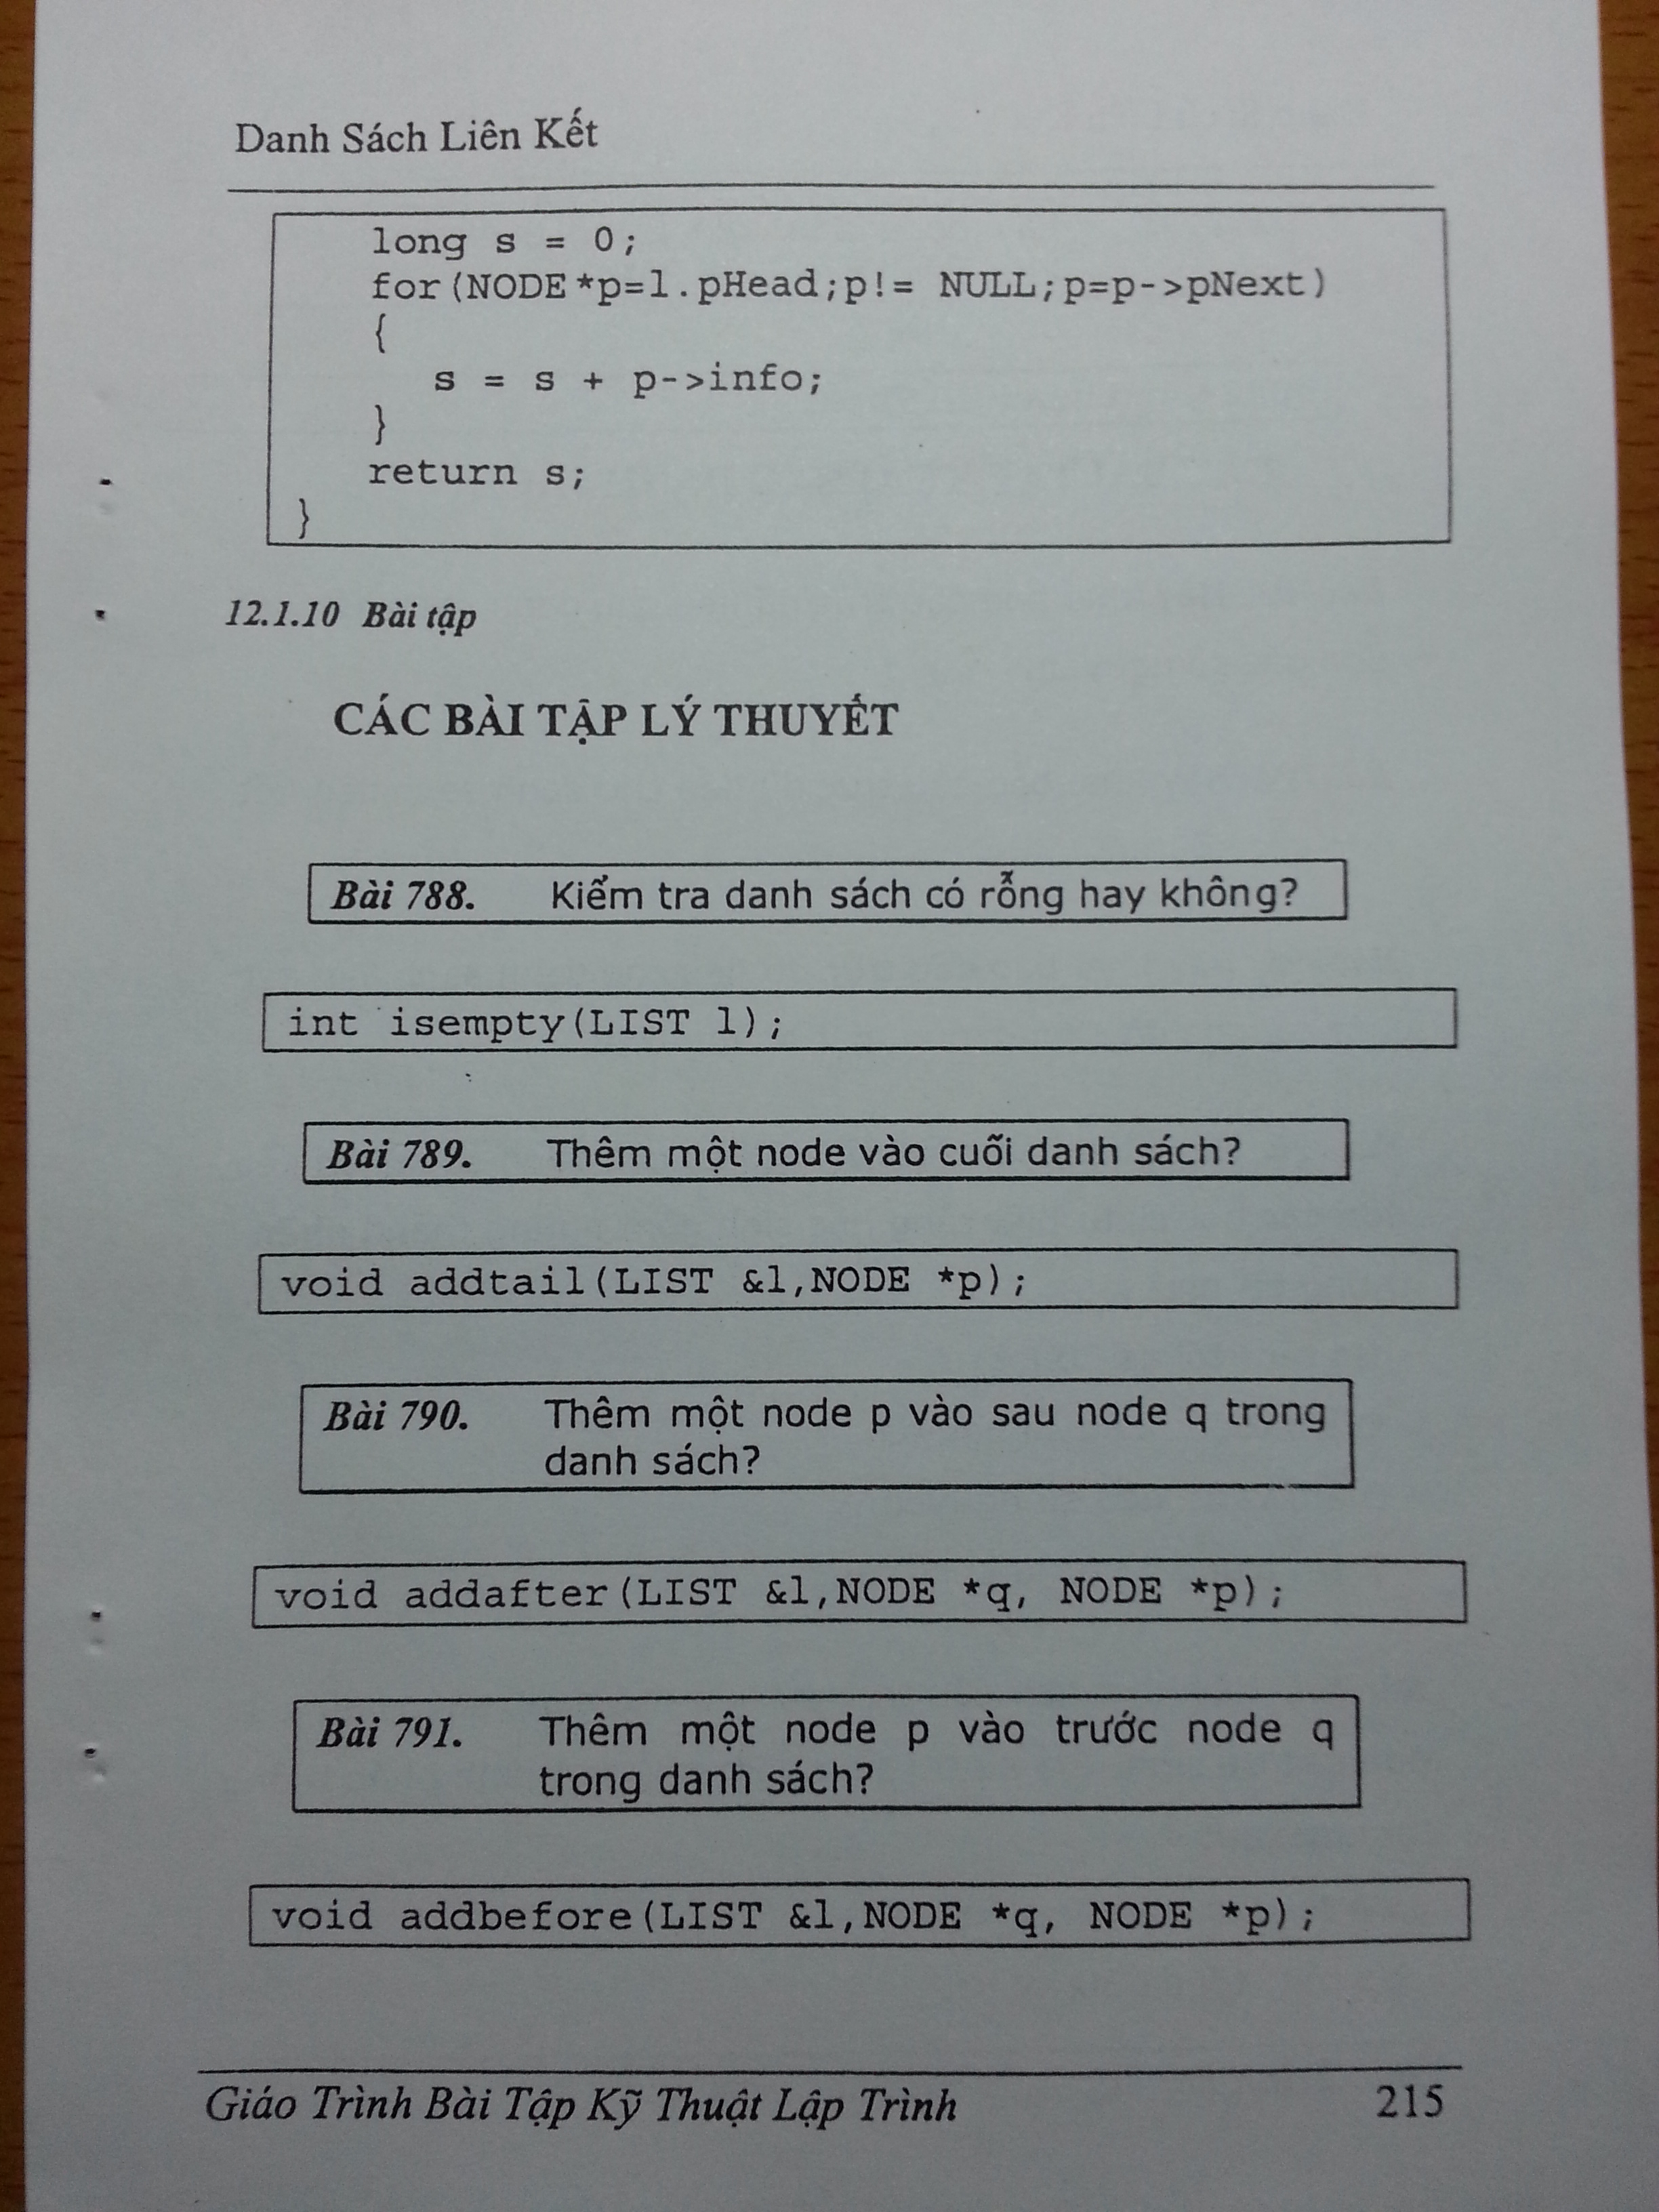 Danh Sách Liên Kết
long s = 0;
for(NODE*p=l.pHead;p!= NULL;p=p->pNext)
{
s = s + p->info;
}
return s;
}
12.1.10 Bài tập
CÁC BÀI TẬP LÝ THUYẾT
Bài 788. Kiểm tra danh sách có rỗng hay không?
int isempty(LIST l);
Bài 789. Thêm một node vào cuối danh sách?
void addtail(LIST &l,NODE *p);
Bài 790. Thêm một node p vào sau node q trong
danh sách?
void addafter(LIST &l,NODE *q, NODE *p);
Bài 791. Thêm một node p vào trước node q
trong danh sách?
void addbefore(LIST &l,NODE *q, NODE *p);
Giáo Trình Bài Tập Kỹ Thuật Lập Trình 215